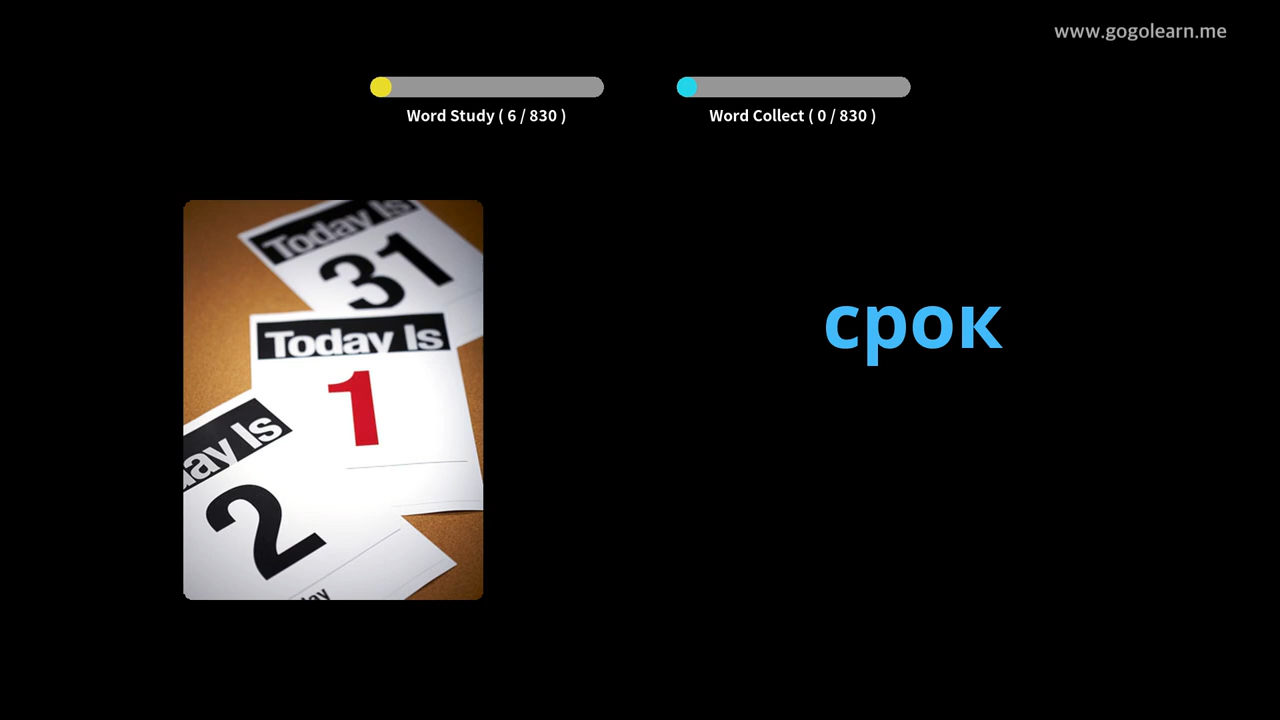 www.gogolearn.me
Word Study ( 6 / 830 )
Word Collect ( 0 / 830 )
Today Is
31
Today Is
1
ay Is
2
срок